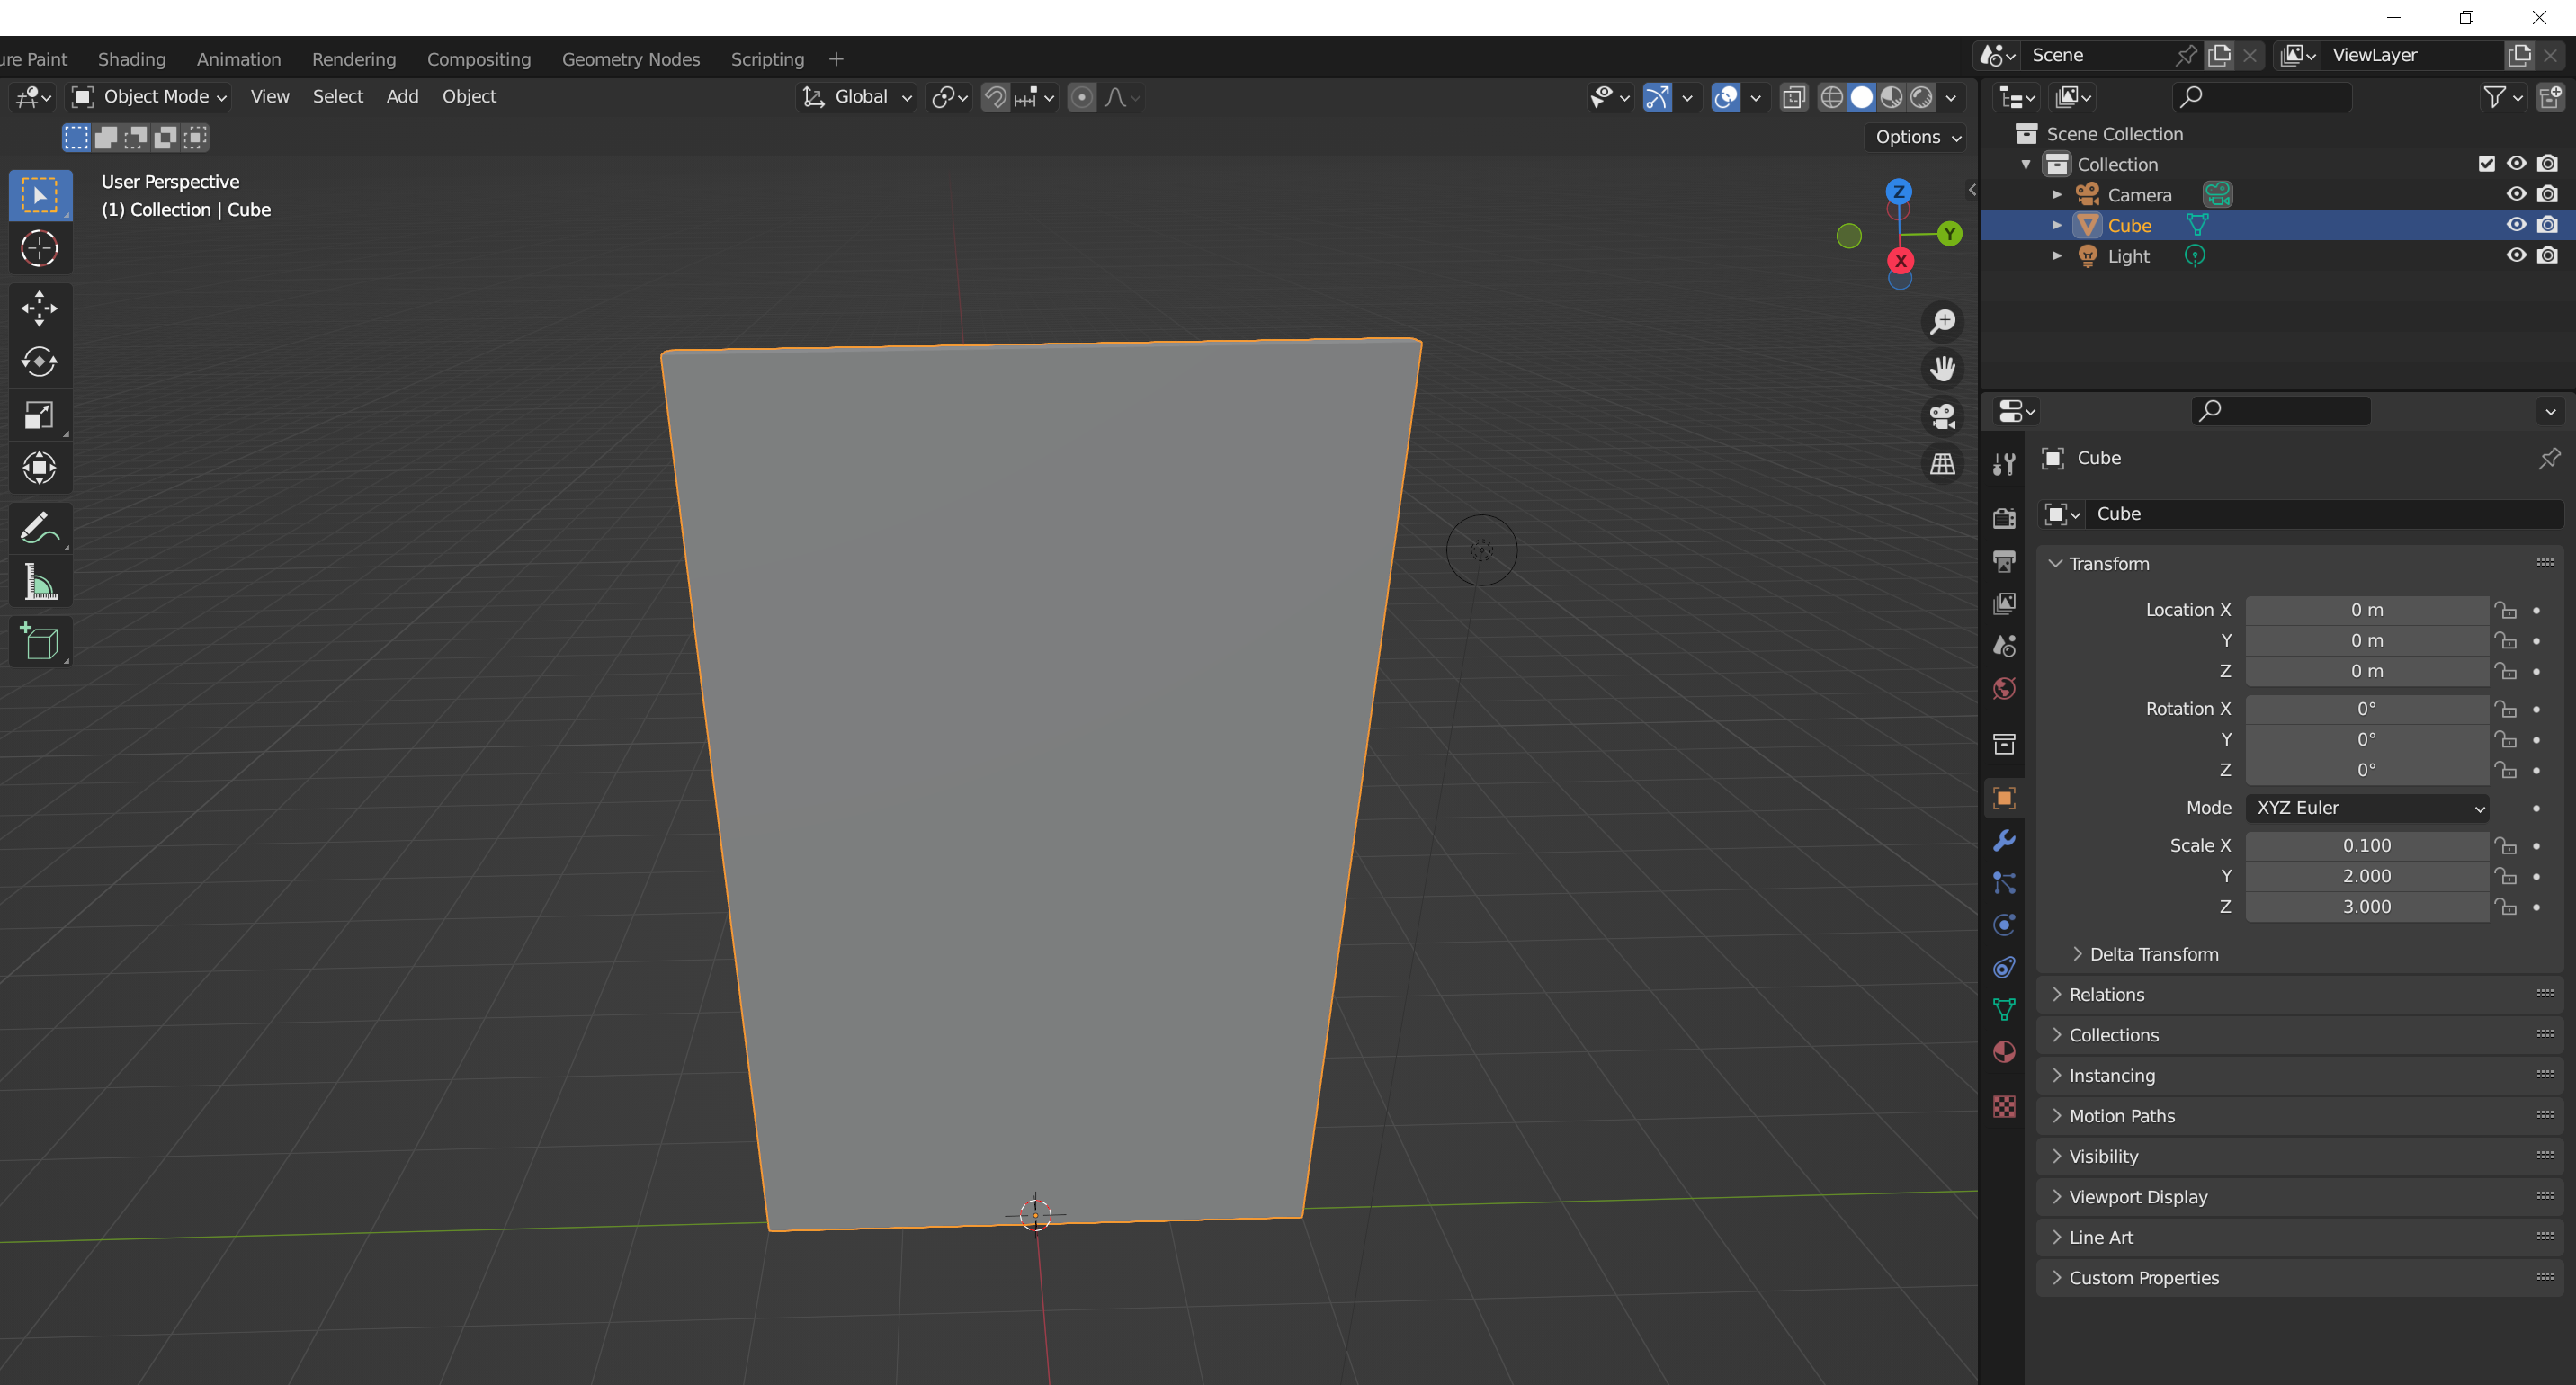 ure Paint Shading Animation Rendering Compositing Geometry Nodes Scripting + Scene ViewLayer
Object Mode View Select Add Object Global
Options
User Perspective
(1) Collection | Cube
Z
Y
X
Scene Collection
Collection
Camera
Cube
Light
Cube
Cube
Transform
Location X 0 m
Y 0 m
Z 0 m
Rotation X 0°
Y 0°
Z 0°
Mode XYZ Euler
Scale X 0.100
Y 2.000
Z 3.000
Delta Transform
Relations
Collections
Instancing
Motion Paths
Visibility
Viewport Display
Line Art
Custom Properties